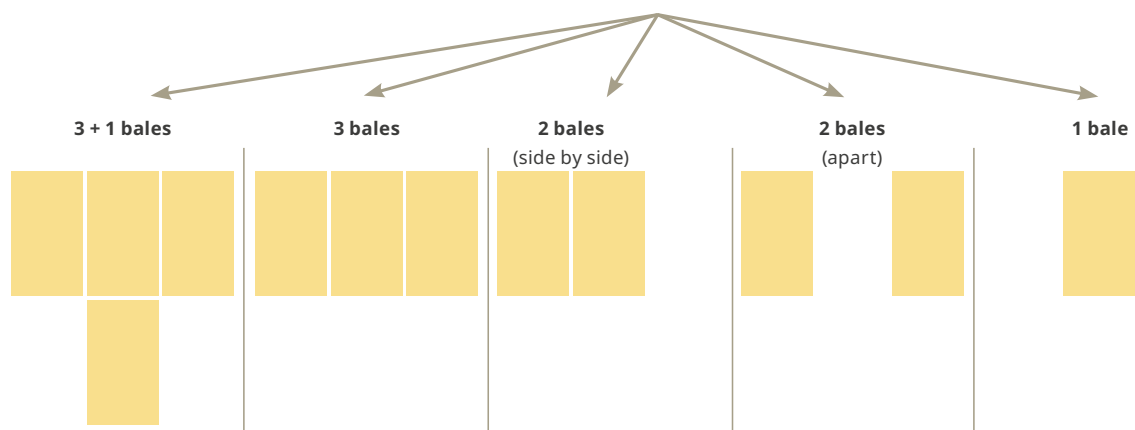 3 + 1 bales
3 bales
2 bales
(side by side)
2 bales
(apart)
1 bale